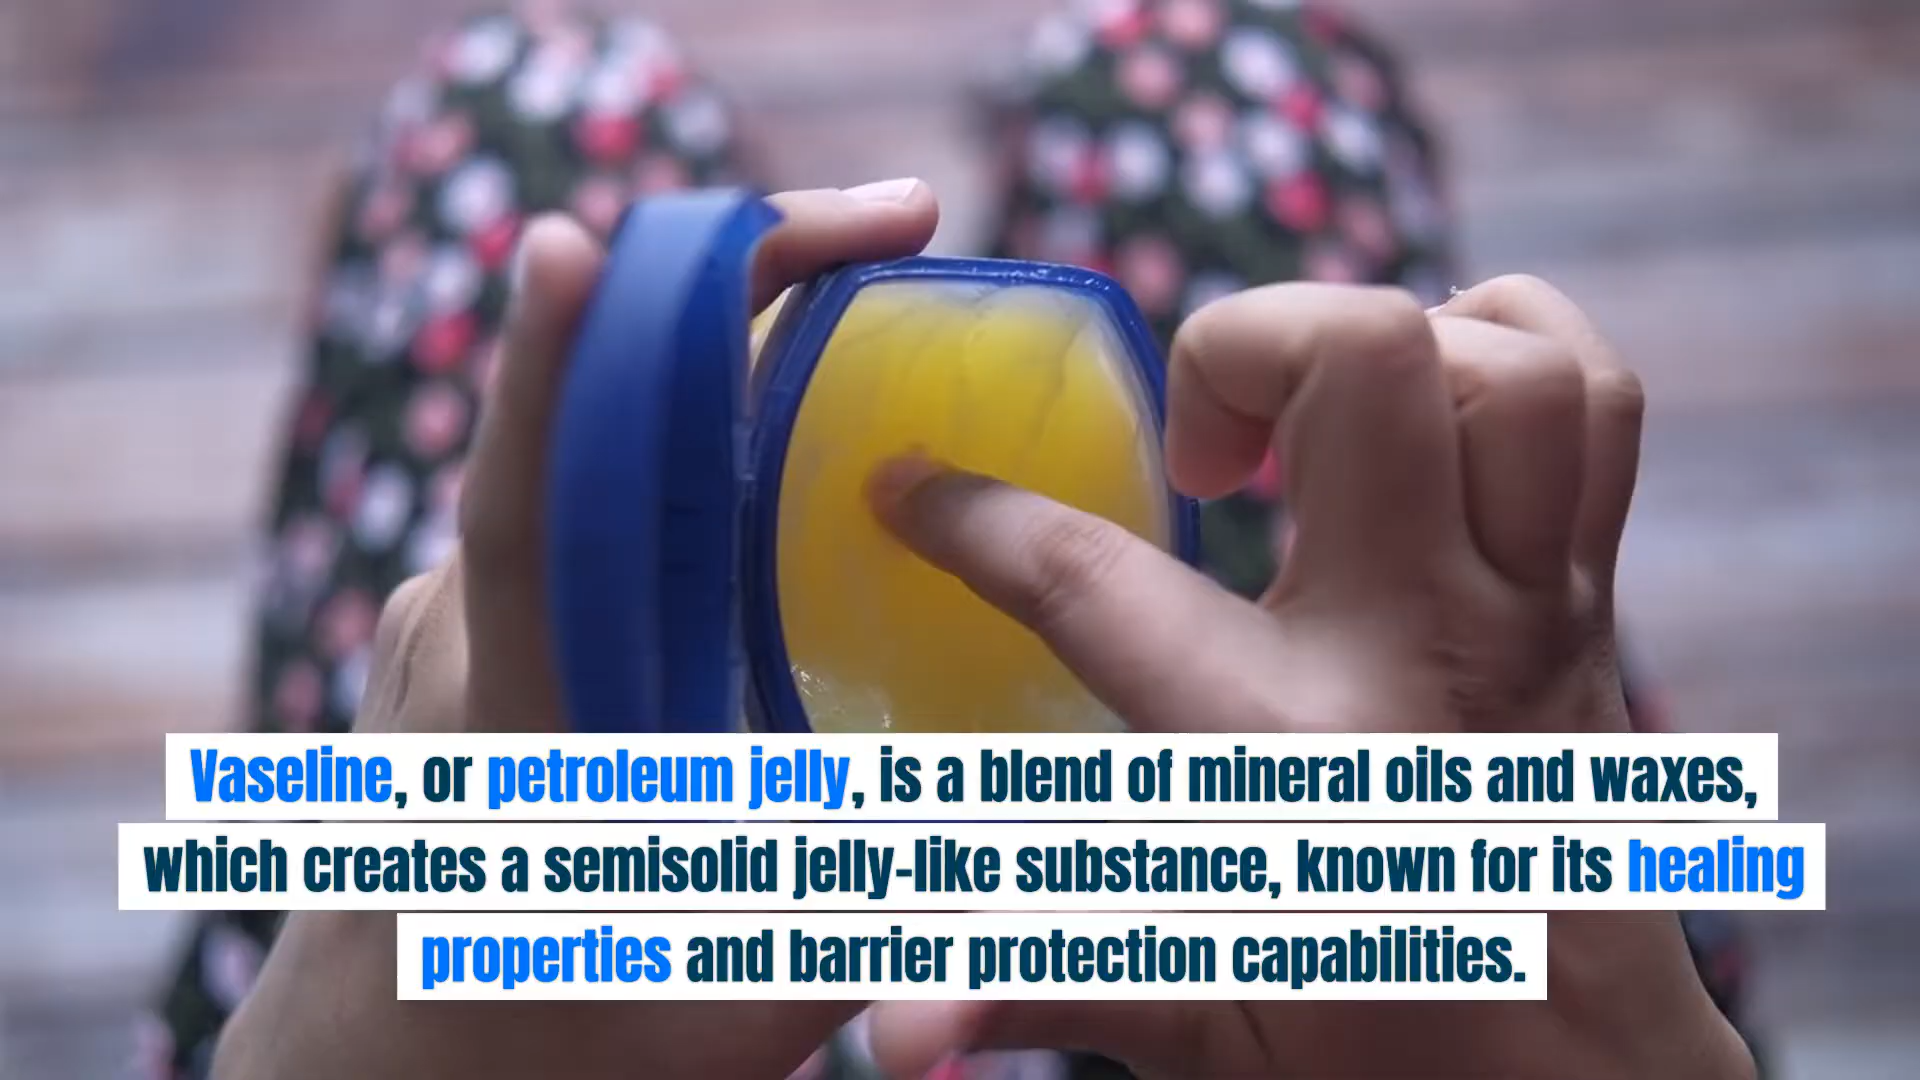 Vaseline, or petroleum jelly, is a blend of mineral oils and waxes,
which creates a semisolid jelly-like substance, known for its healing
properties and barrier protection capabilities.